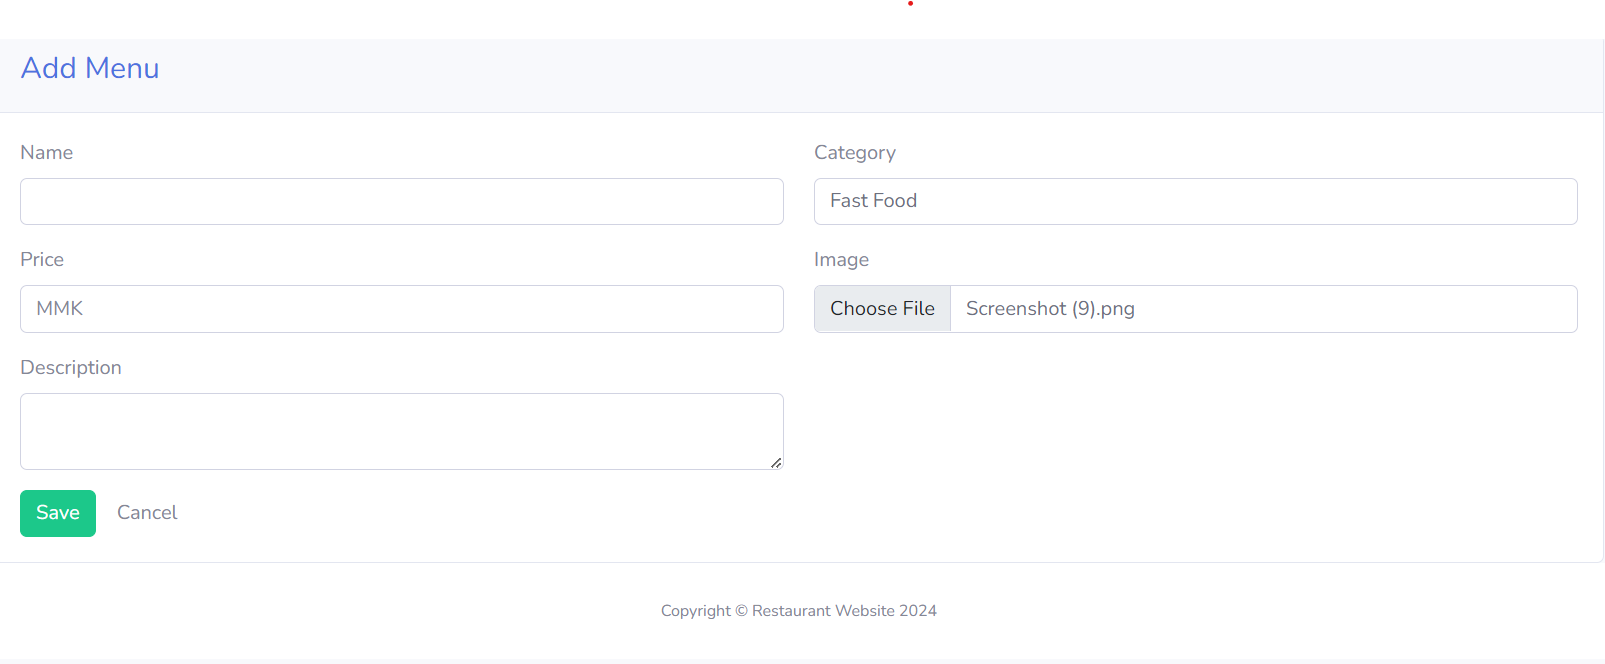 Add Menu
Name
Category
Fast Food
Price
Image
MMK
Choose File Screenshot (9).png
Description
Save Cancel
Copyright © Restaurant Website 2024